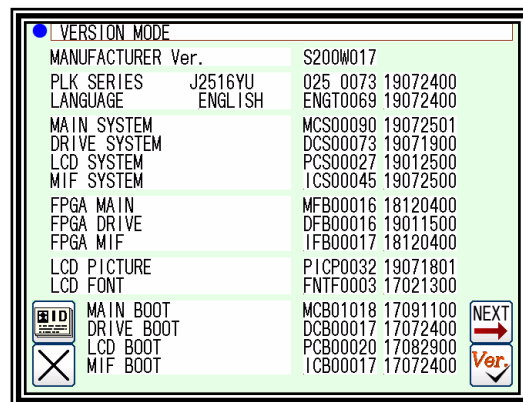 VERSION MODE
MANUFACTURER Ver. S200W017
PLK SERIES J2516YU 025 0073 19072400
LANGUAGE ENGLISH ENGT0069 19072400
MAIN SYSTEM MCS00090 19072501
DRIVE SYSTEM DCS00073 19071900
LCD SYSTEM PCS00027 19012500
MIF SYSTEM ICS00045 19072500
FPGA MAIN MFB00016 18120400
FPGA DRIVE DFB00016 19011500
FPGA MIF IFB00017 18120400
LCD PICTURE PICP0032 19071801
LCD FONT FNTF0003 17021300
ID MAIN BOOT MCB01018 17091100 NEXT
DRIVE BOOT DCB00017 17072400
LCD BOOT PCB00020 17082900 Ver.
MIF BOOT ICB00017 17072400